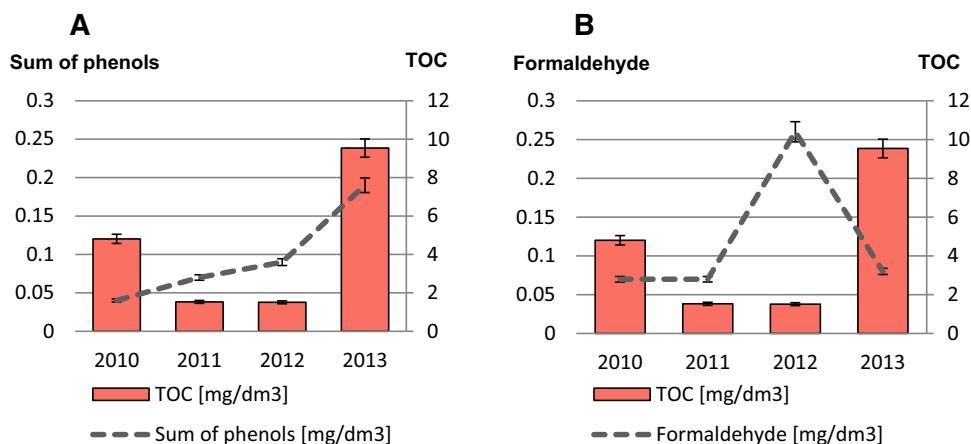 A
Sum of phenols TOC
0.3 12
0.25 10
0.2 8
0.15 6
0.1 4
0.05 2
0 0
2010 2011 2012 2013
TOC [mg/dm3]
Sum of phenols [mg/dm3]
B
Formaldehyde TOC
0.3 12
0.25 10
0.2 8
0.15 6
0.1 4
0.05 2
0 0
2010 2011 2012 2013
TOC [mg/dm3]
Formaldehyde [mg/dm3]